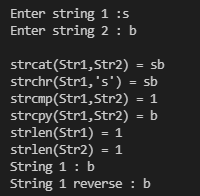 Enter string 1 :s
Enter string 2 : b
strcat(Str1,Str2) = sb
strchr(Str1,'s') = sb
strcmp(Str1,Str2) = 1
strcpy(Str1,Str2) = b
strlen(Str1) = 1
strlen(Str2) = 1
String 1 : b
String 1 reverse : b